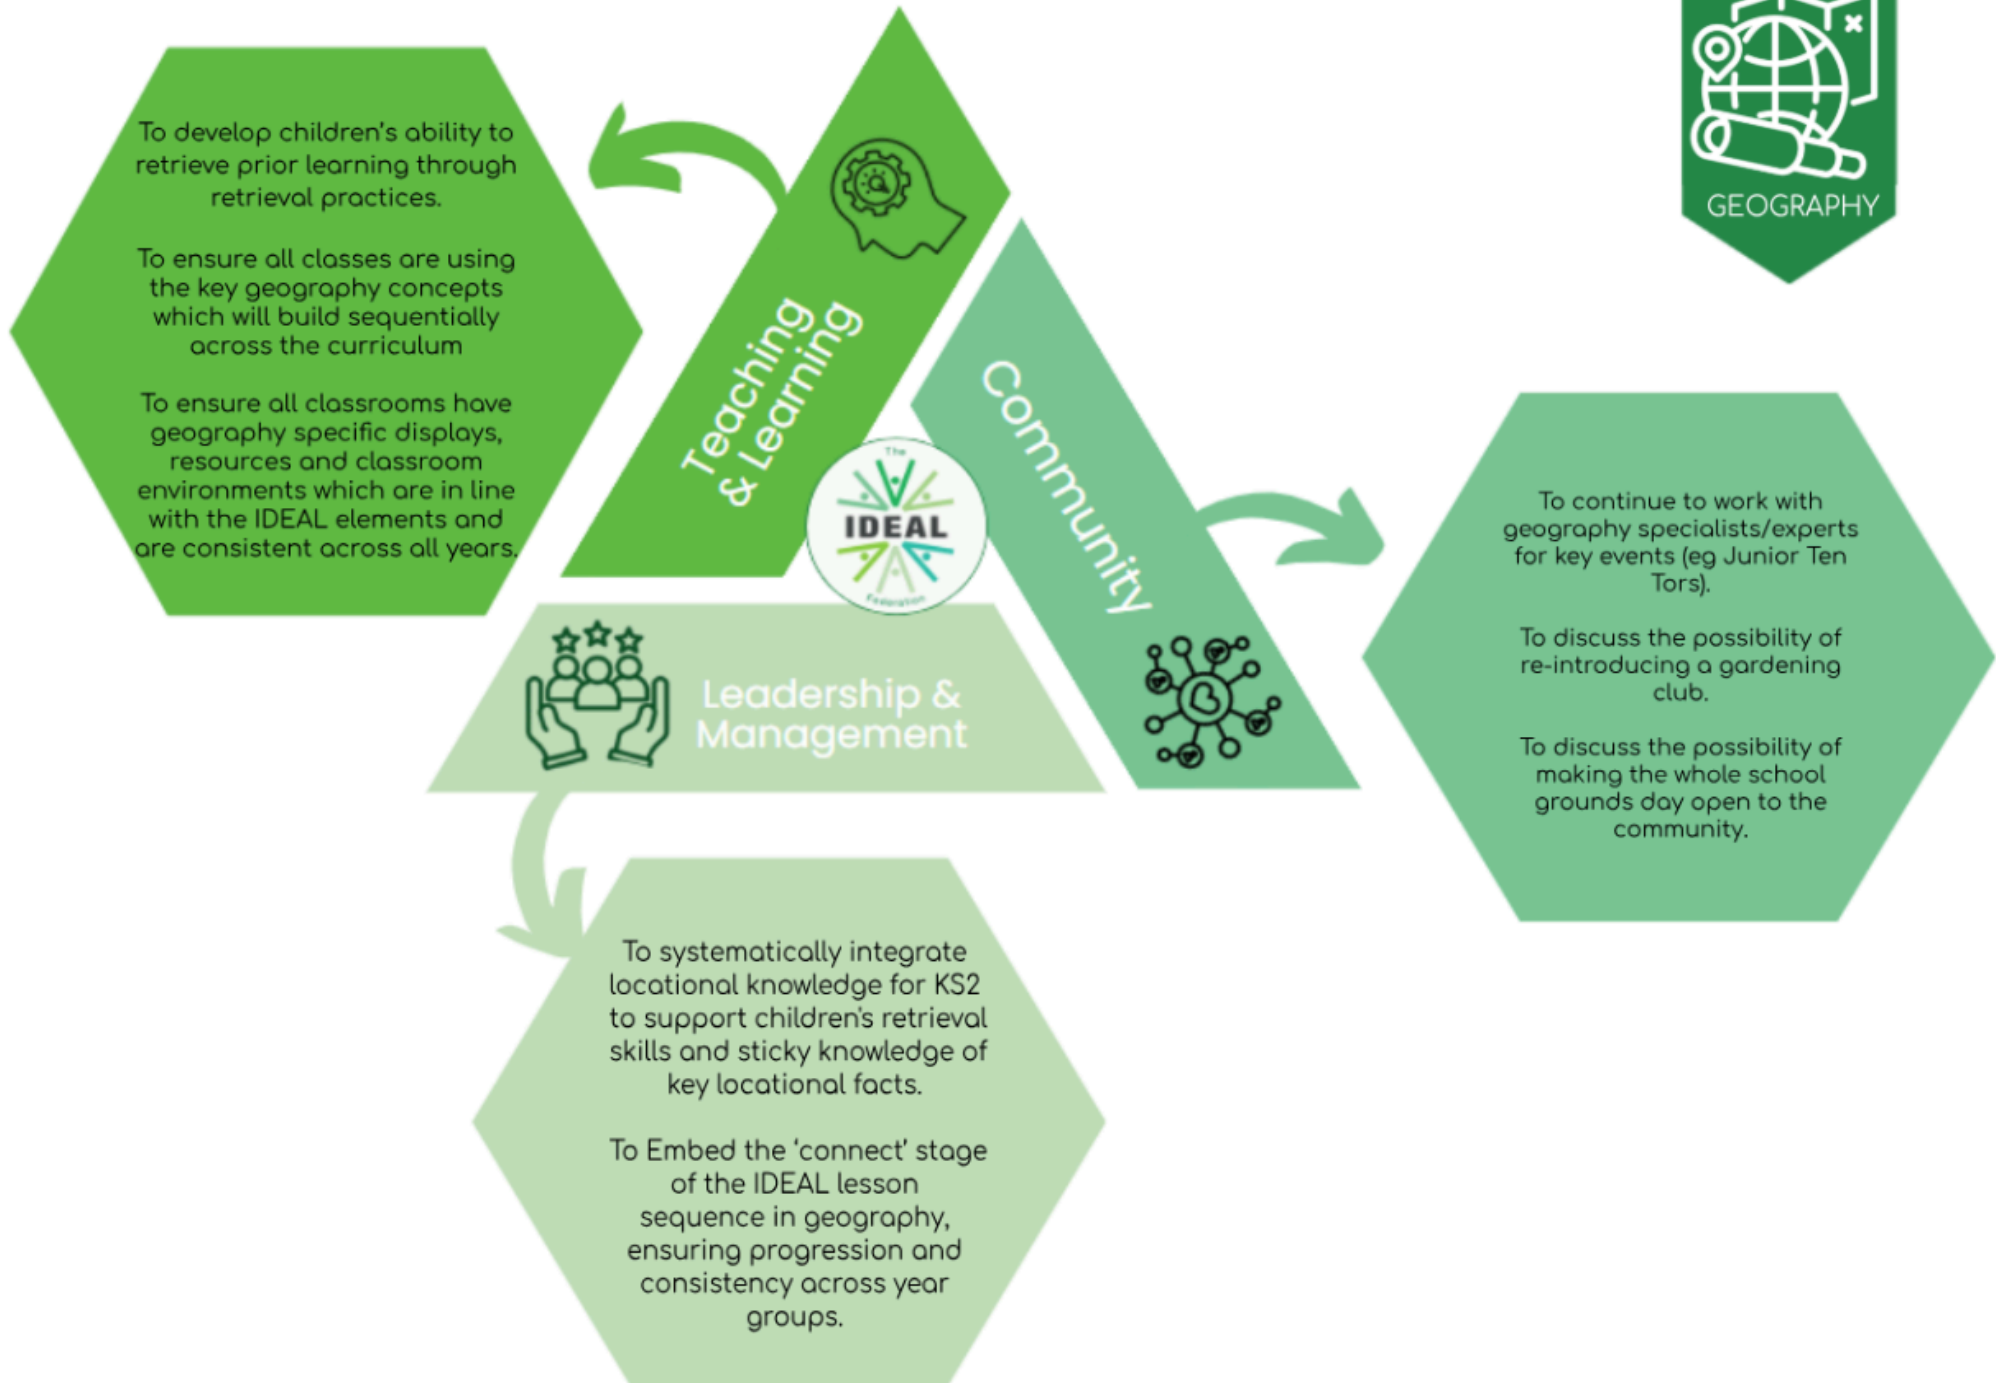 GEOGRAPHY
To develop children's ability to
retrieve prior learning through
retrieval practices.
To ensure all classes are using
the key geography concepts
which will build sequentially
across the curriculum
To ensure all classrooms have
geography specific displays,
resources and classroom
environments which are in line
with the IDEAL elements and
are consistent across all years.
Teaching
& Learning
Community
The
IDEAL
Federation
Leadership &
Management
To continue to work with
geography specialists/experts
for key events (eg Junior Ten
Tors).
To discuss the possibility of
re-introducing a gardening
club.
To discuss the possibility of
making the whole school
grounds day open to the
community.
To systematically integrate
locational knowledge for KS2
to support children's retrieval
skills and sticky knowledge of
key locational facts.
To Embed the ‘connect’ stage
of the IDEAL lesson
sequence in geography,
ensuring progression and
consistency across year
groups.